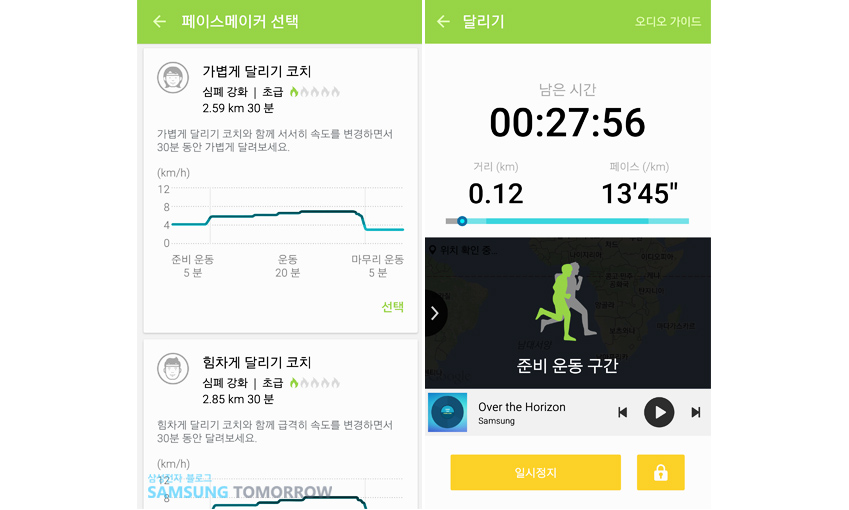 페이스메이커 선택
가볍게 달리기 코치
심폐 강화 | 초급
2.59 km 30 분
가볍게 달리기 코치와 함께 서서히 속도를 변경하면서
30분 동안 가볍게 달려보세요.
(km/h)
12
8
4
0
준비 운동 운동 마무리 운동
5 분 20 분 5 분
선택
힘차게 달리기 코치
심폐 강화 | 초급
2.85 km 30 분
힘차게 달리기 코치와 함께 급격히 속도를 변경하면서
30분 동안 달려보세요.
(km/h)
12
8
삼성전자 블로그
SAMSUNG TOMORROW
달리기 오디오 가이드
남은 시간
00:27:56
거리 (km) 페이스 (/km)
0.12 13'45"
위치 확인 중...
준비 운동 구간
Over the Horizon
Samsung
일시정지